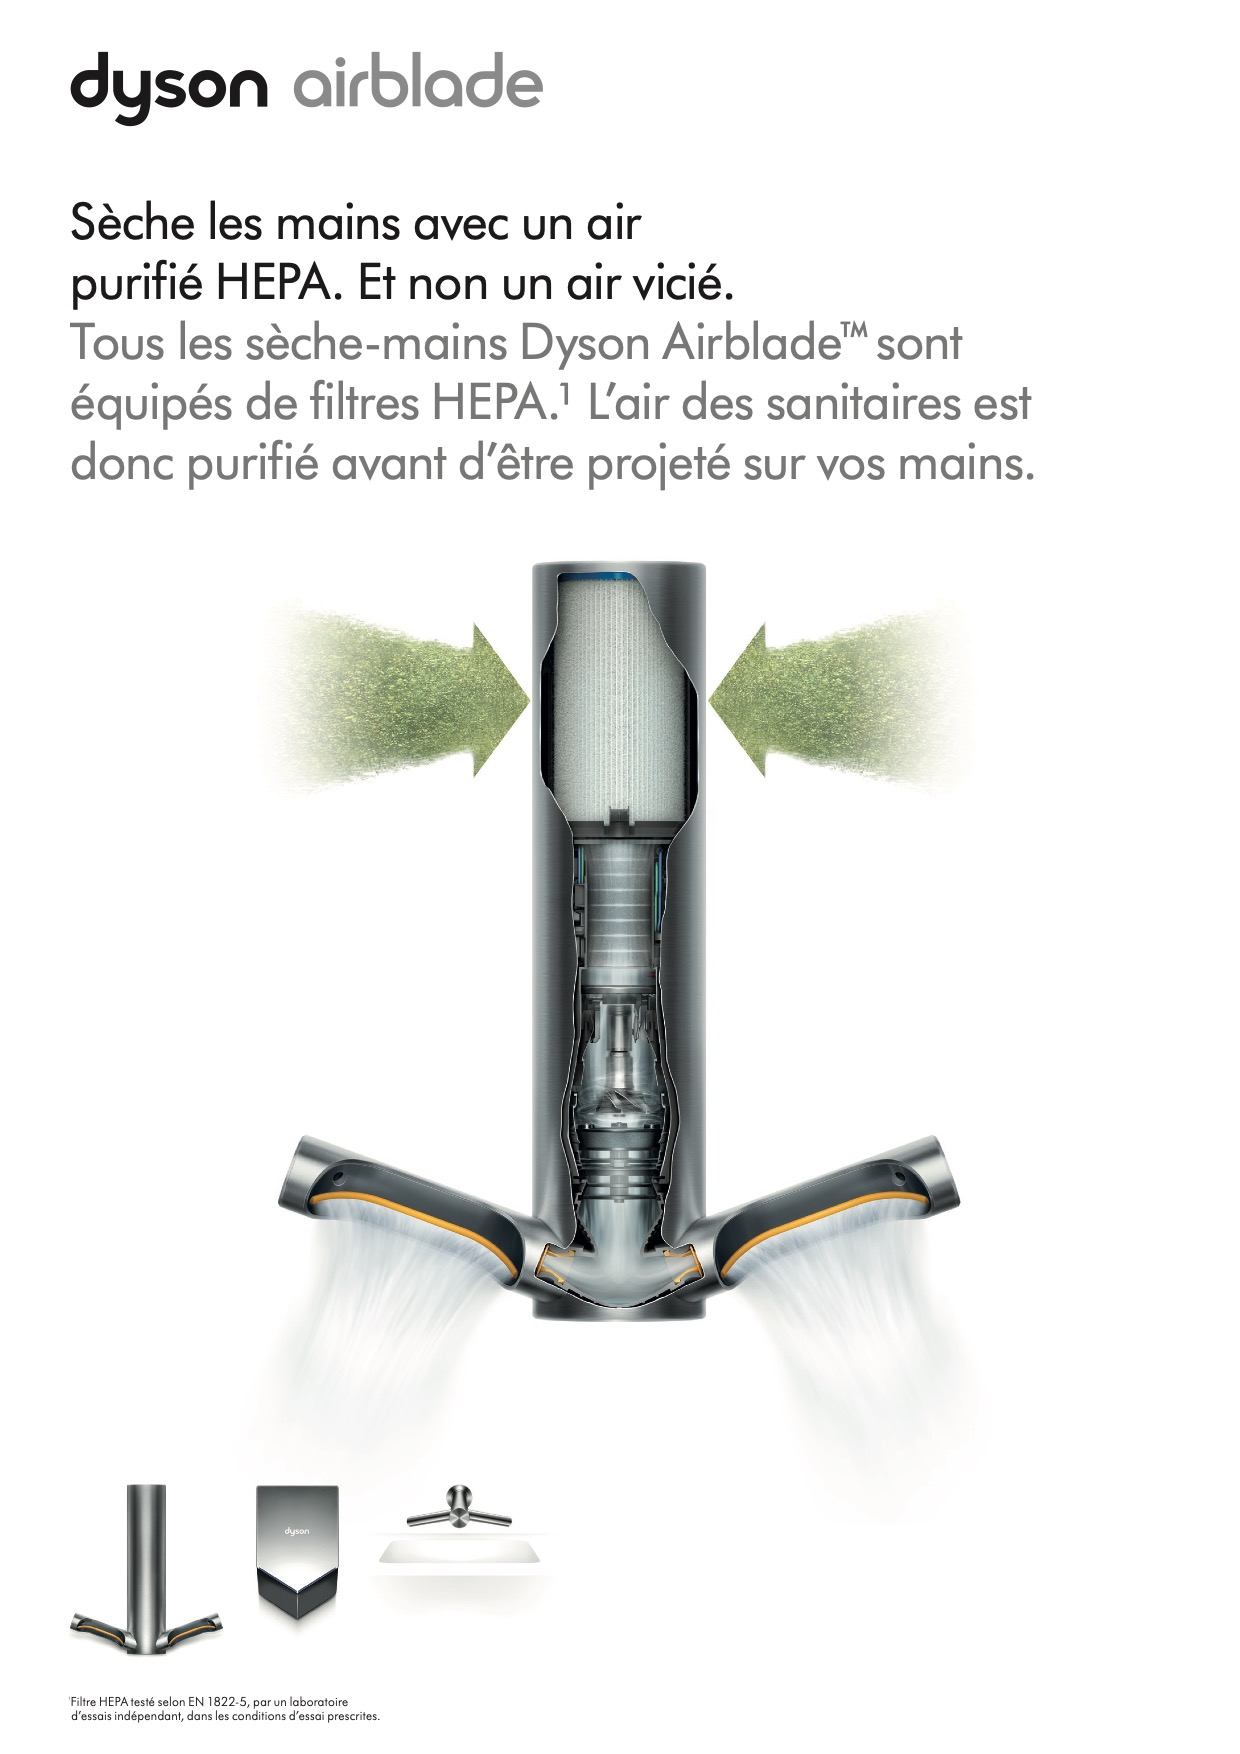 dyson airblade
Sèche les mains avec un air
purifié HEPA. Et non un air vicié.
Tous les sèche-mains Dyson Airblade™ sont
équipés de filtres HEPA.¹ L’air des sanitaires est
donc purifié avant d’être projeté sur vos mains.
dyson
¹Filtre HEPA testé selon EN 1822-5, par un laboratoire
d’essais indépendant, dans les conditions d’essai prescrites.